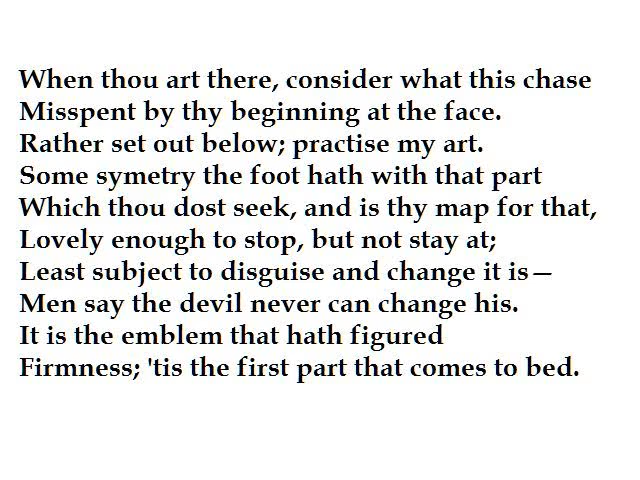 When thou art there, consider what this chase
Misspent by thy beginning at the face.
Rather set out below; practise my art.
Some symetry the foot hath with that part
Which thou dost seek, and is thy map for that,
Lovely enough to stop, but not stay at;
Least subject to disguise and change it is—
Men say the devil never can change his.
It is the emblem that hath figured
Firmness; 'tis the first part that comes to bed.